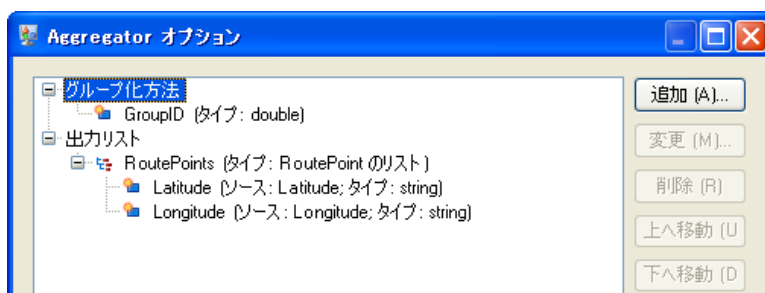 Aggregator オプション
グループ化方法
GroupID (タイプ: double)
出力リスト
RoutePoints (タイプ: RoutePoint のリスト)
Latitude (ソース: Latitude; タイプ: string)
Longitude (ソース: Longitude; タイプ: string)
追加 (A)...
変更 (M)...
削除 (R)
上へ移動 (U
下へ移動 (D